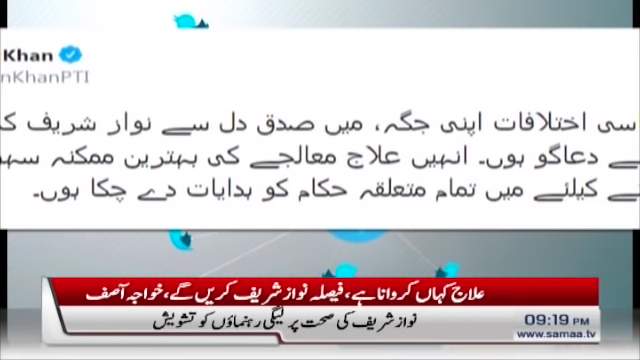 Khan
nKhanPTI
سی اختلافات اپنی جگہ، میں صدق دل سے نواز شریف ک
ے دعاگو ہوں۔ انہیں علاج معالجے کی بہترین ممکنہ سہو
ے کیلئے میں تمام متعلقہ حکام کو ہدایات دے چکا ہوں۔
علاج کہاں کروانا ہے، فیصلہ نواز شریف کریں گے، خواجہ آصف
نواز شریف کی صحت پر لیگی رہنماؤں کو تشویش
09:19 PM
www.samaa.tv